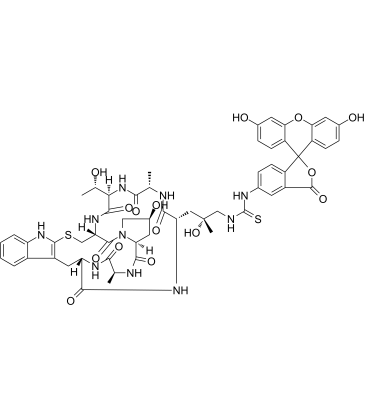 HO O OH
O
O
OH H H N O NH OH
HN N H S
HO
H N O
H N S H N O H
H N H O NH O
O NH